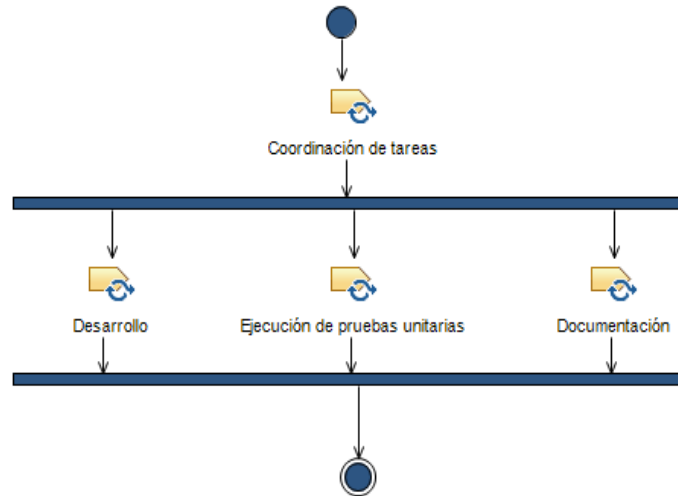 Coordinación de tareas
Desarrollo
Ejecución de pruebas unitarias
Documentación